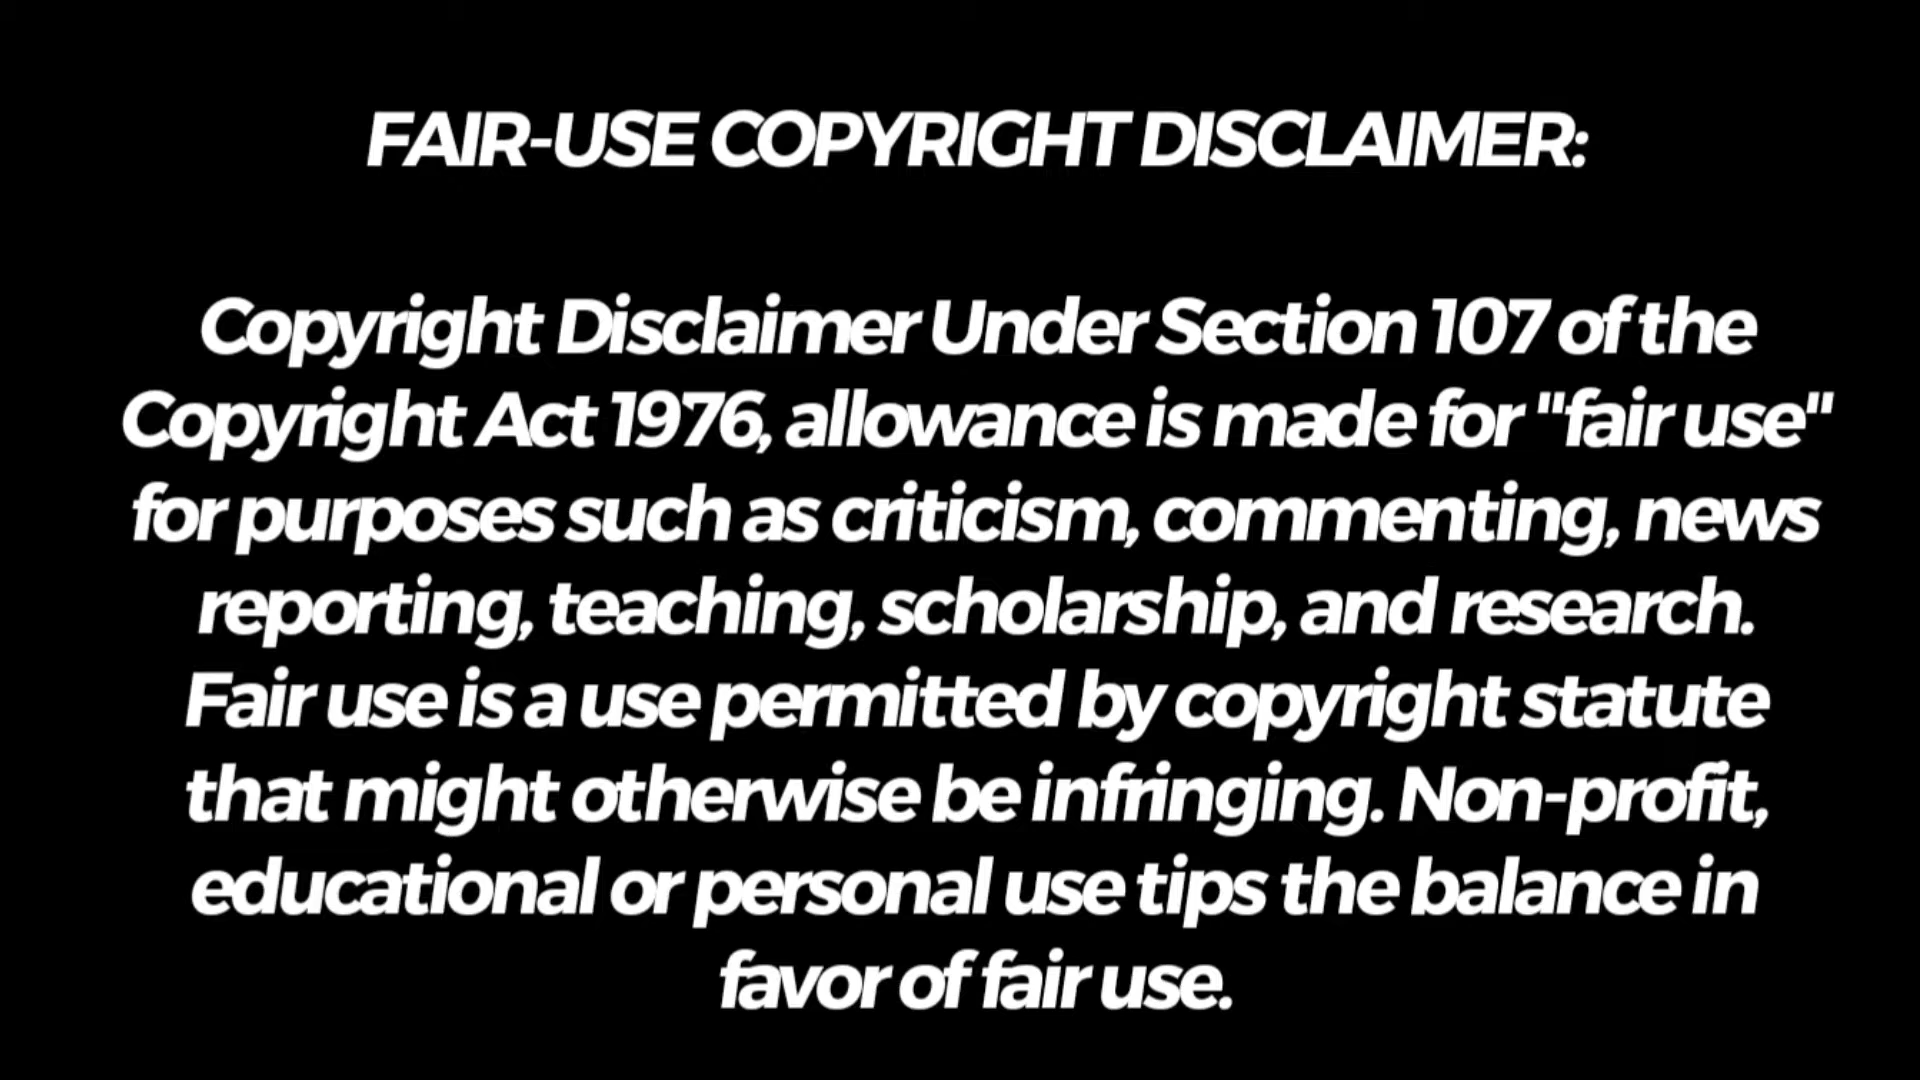 FAIR-USE COPYRIGHT DISCLAIMER:
Copyright Disclaimer Under Section 107 of the
Copyright Act 1976, allowance is made for "fair use"
for purposes such as criticism, commenting, news
reporting, teaching, scholarship, and research.
Fair use is a use permitted by copyright statute
that might otherwise be infringing. Non-profit,
educational or personal use tips the balance in
favor of fair use.